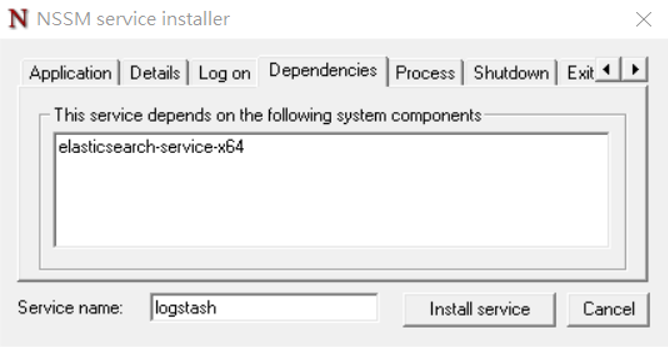 NSSM service installer
Application Details Log on Dependencies Process Shutdown Exit
This service depends on the following system components
elasticsearch-service-x64
Service name: logstash Install service Cancel